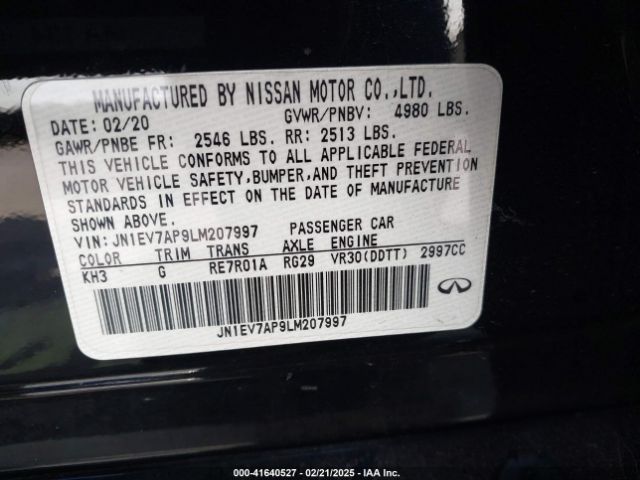 MANUFACTURED BY NISSAN MOTOR CO.,LTD.
DATE: 02/20 GVWR/PNBV: 4980 LBS.
GAWR/PNBE FR: 2546 LBS. RR: 2513 LBS.
THIS VEHICLE CONFORMS TO ALL APPLICABLE FEDERAL
MOTOR VEHICLE SAFETY,BUMPER,AND THEFT PREVENTION
STANDARDS IN EFFECT ON THE DATE OF MANUFACTURE
SHOWN ABOVE.
VIN: JN1EV7AP9LM207997 PASSENGER CAR
COLOR TRIM TRANS AXLE ENGINE
KH3 G RE7R01A RG29 VR30(DDTT) 2997CC
JN1EV7AP9LM207997
000-41640527 - 02/21/2025 - IAA Inc.